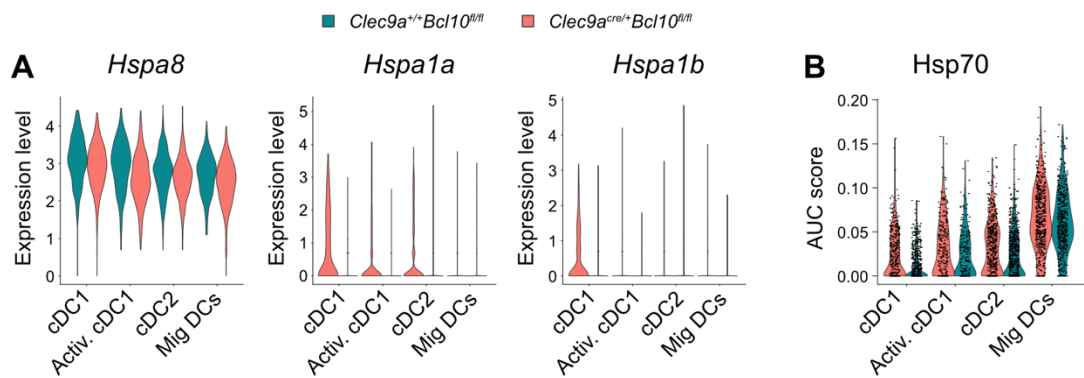 Clec9a+/+Bcl10fl/fl Clec9acre/+Bcl10fl/fl
A Hspa8 Hspa1a Hspa1b B Hsp70
Expression level
4
3
2
1
0
cDC1
Activ. cDC1
cDC2
Mig DCs
Expression level
5
4
3
2
1
0
cDC1
Activ. cDC1
cDC2
Mig DCs
Expression level
5
4
3
2
1
0
cDC1
Activ. cDC1
cDC2
Mig DCs
AUC score
0.20
0.15
0.10
0.05
0.00
cDC1
Activ. cDC1
cDC2
Mig DCs